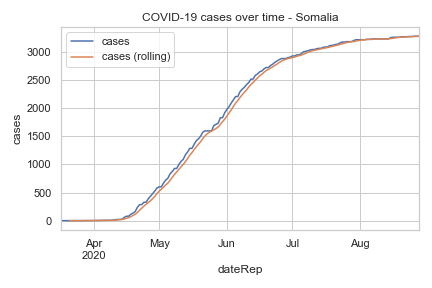 COVID-19 cases over time - Somalia
cases
cases (rolling)
3000
2500
2000
1500
1000
500
0
cases
Apr
2020
May
Jun
Jul
Aug
dateRep